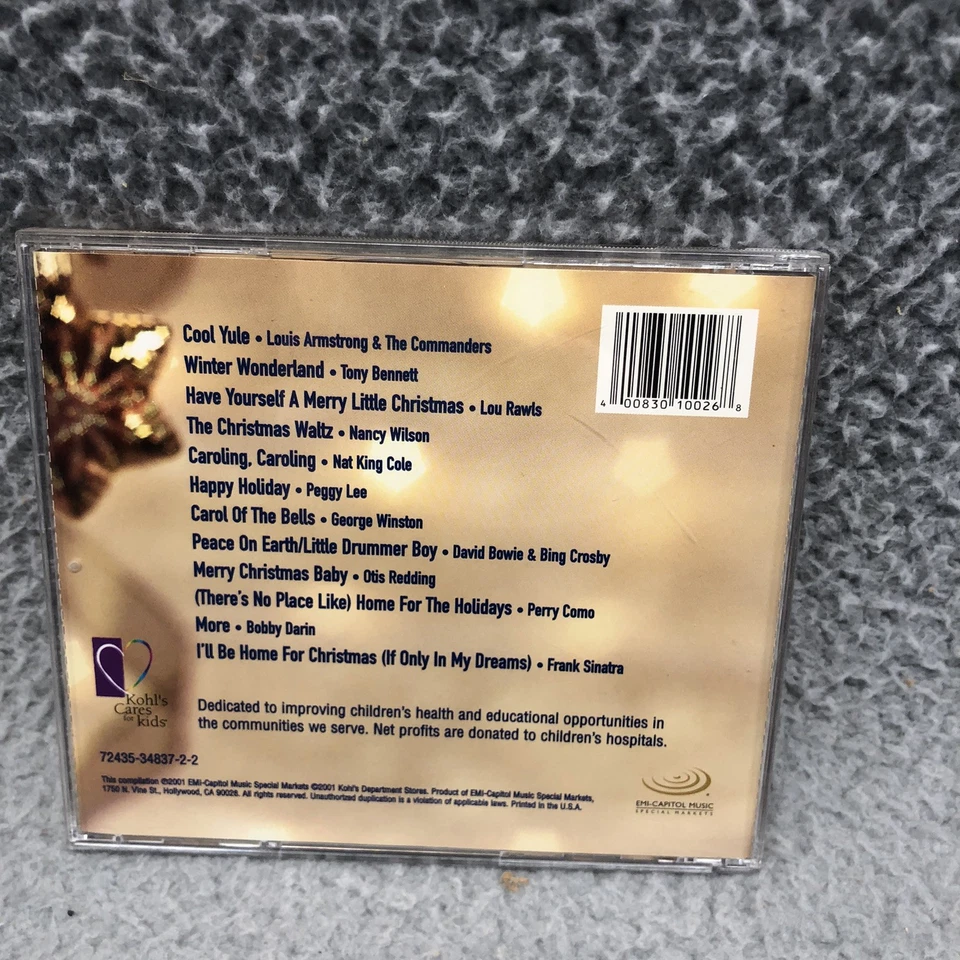 Cool Yule • Louis Armstrong & The Commanders
Winter Wonderland • Tony Bennett
Have Yourself A Merry Little Christmas • Lou Rawls
The Christmas Waltz • Nancy Wilson
Caroling, Caroling • Nat King Cole
Happy Holiday • Peggy Lee
Carol Of The Bells • George Winston
Peace On Earth/Little Drummer Boy • David Bowie & Bing Crosby
Merry Christmas Baby • Otis Redding
(There's No Place Like) Home For The Holidays • Perry Como
More • Bobby Darin
I'll Be Home For Christmas (If Only In My Dreams) • Frank Sinatra
4 00830 10026 8
Kohl's
Cares
for kids
Dedicated to improving children's health and educational opportunities in
the communities we serve. Net profits are donated to children's hospitals.
72435-34837-2-2
This compilation ℗2001 EMI-Capitol Music Special Markets ©2001 Kohl's Department Stores. Product of EMI-Capitol Music Special Markets,
1750 N. Vine St., Hollywood, CA 90028. All rights reserved. Unauthorized duplication is a violation of applicable laws. Printed in the U.S.A.
EMI-CAPITOL MUSIC
SPECIAL MARKETS